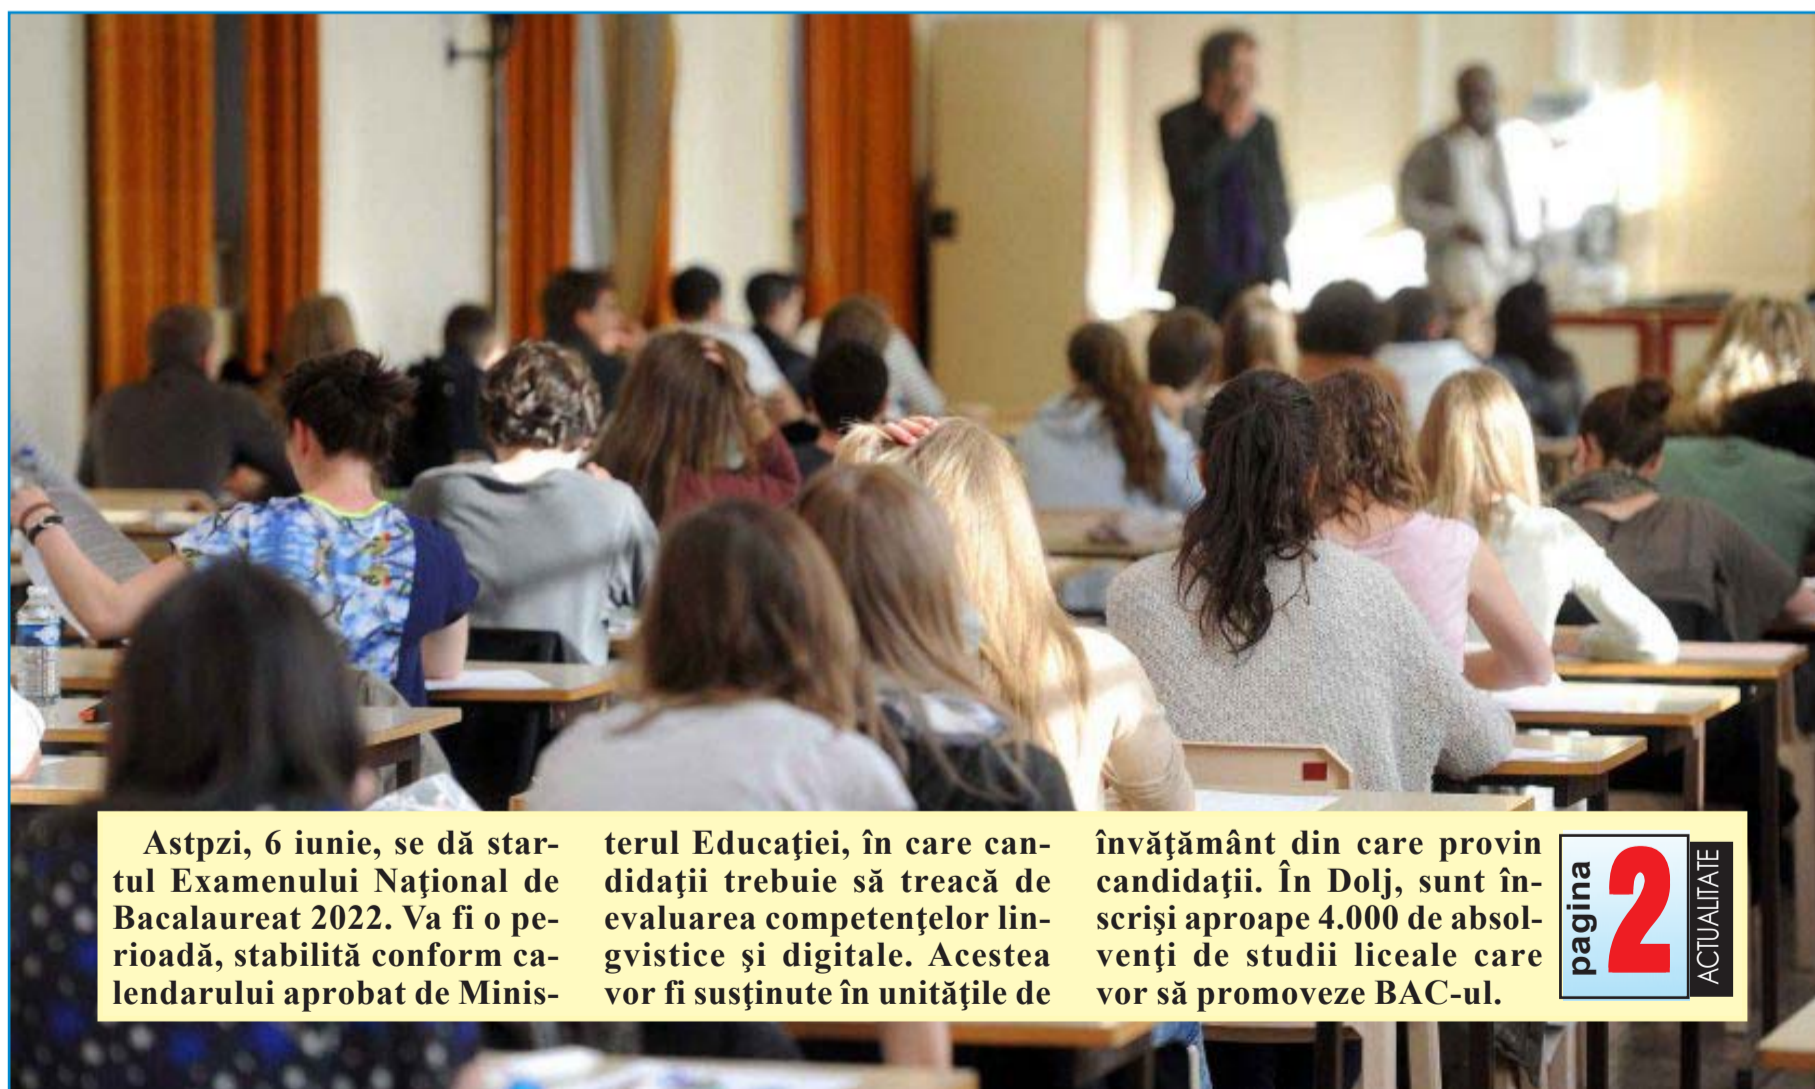 Astpzi, 6 iunie, se dă star-
tul Examenului Naţional de
Bacalaureat 2022. Va fi o pe-
rioadă, stabilită conform ca-
lendarului aprobat de Minis-
terul Educaţiei, în care can-
didaţii trebuie să treacă de
evaluarea competenţelor lin-
gvistice şi digitale. Acestea
vor fi susţinute în unităţile de
învăţământ din care provin
candidaţii. În Dolj, sunt în-
scrişi aproape 4.000 de absol-
venţi de studii liceale care
vor să promoveze BAC-ul.
pagina
2
ACTUALITATE